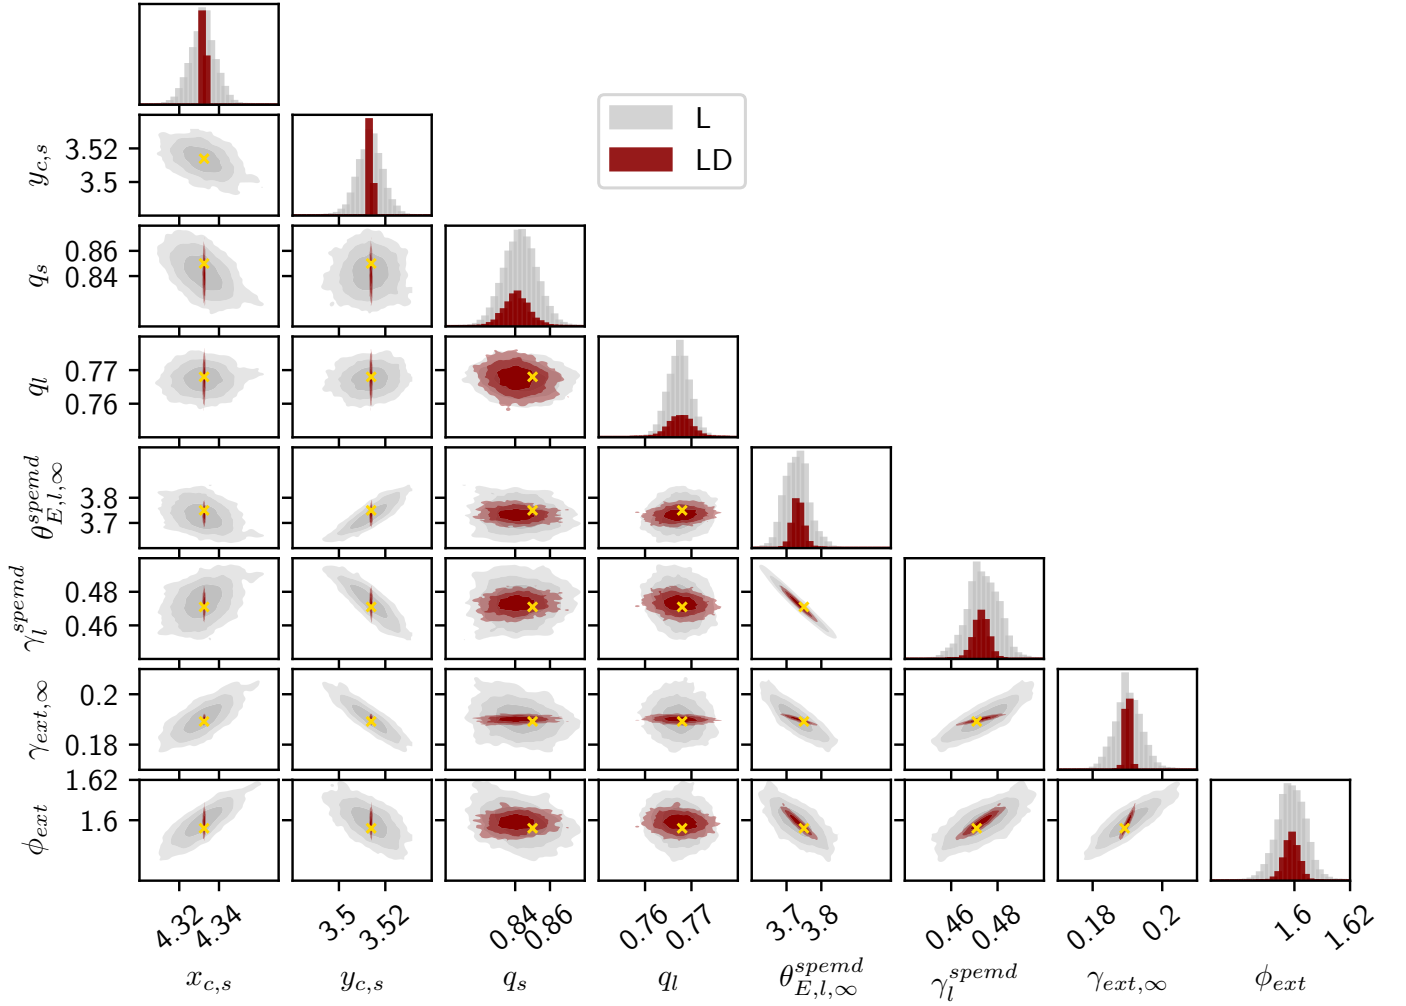 L
LD
y_{c,s}
3.52
3.5
q_s
0.86
0.84
q_l
0.77
0.76
θ_{E,l,∞}^{spemd}
3.8
3.7
γ_l^{spemd}
0.48
0.46
γ_{ext,∞}
0.2
0.18
φ_{ext}
1.62
1.6
4.32 4.34 3.5 3.52 0.84 0.86 0.76 0.77 3.7 3.8 0.46 0.48 0.18 0.2 1.6 1.62
x_{c,s} y_{c,s} q_s q_l θ_{E,l,∞}^{spemd} γ_l^{spemd} γ_{ext,∞} φ_{ext}